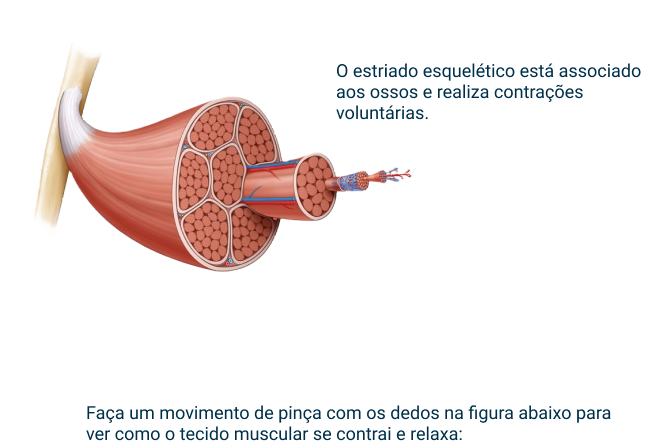 O estriado esquelético está associado
aos ossos e realiza contrações
voluntárias.
Faça um movimento de pinça com os dedos na figura abaixo para
ver como o tecido muscular se contrai e relaxa: